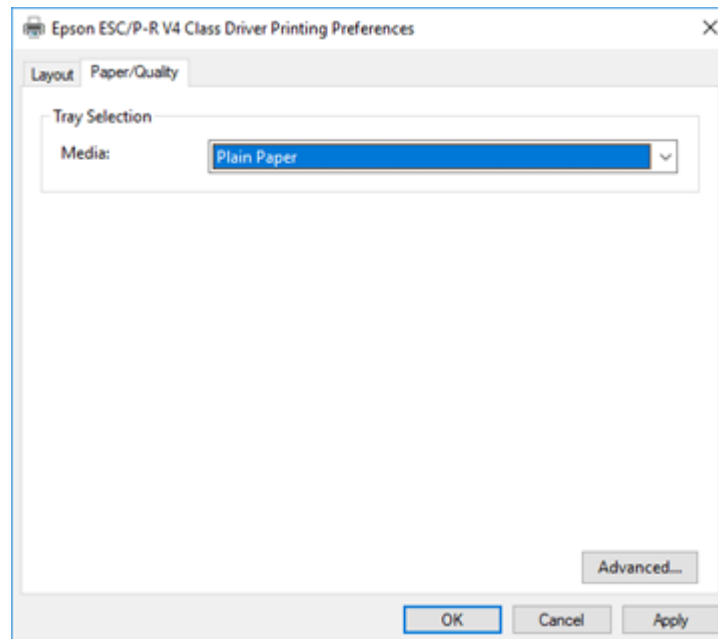 Epson ESC/P-R V4 Class Driver Printing Preferences
Layout Paper/Quality
Tray Selection
Media: Plain Paper
Advanced...
OK Cancel Apply